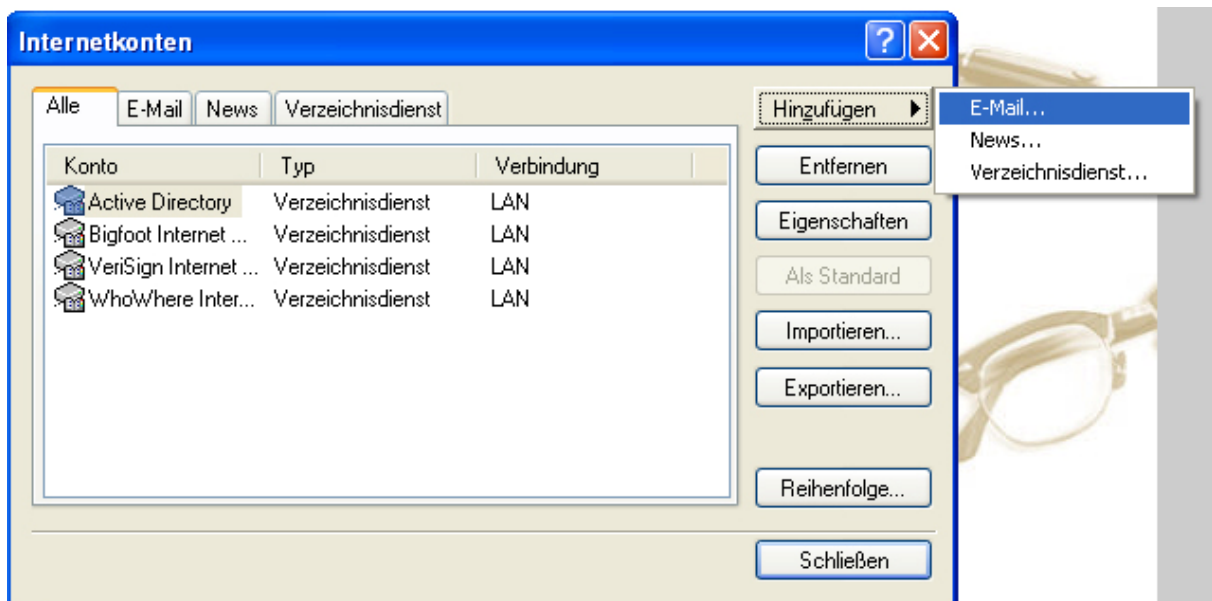 Internetkonten
Alle E-Mail News Verzeichnisdienst
Konto Typ Verbindung
Active Directory Verzeichnisdienst LAN
Bigfoot Internet ... Verzeichnisdienst LAN
VeriSign Internet ... Verzeichnisdienst LAN
WhoWhere Inter... Verzeichnisdienst LAN
Hinzufügen
Entfernen
Eigenschaften
Als Standard
Importieren...
Exportieren...
Reihenfolge...
Schließen
E-Mail...
News...
Verzeichnisdienst...